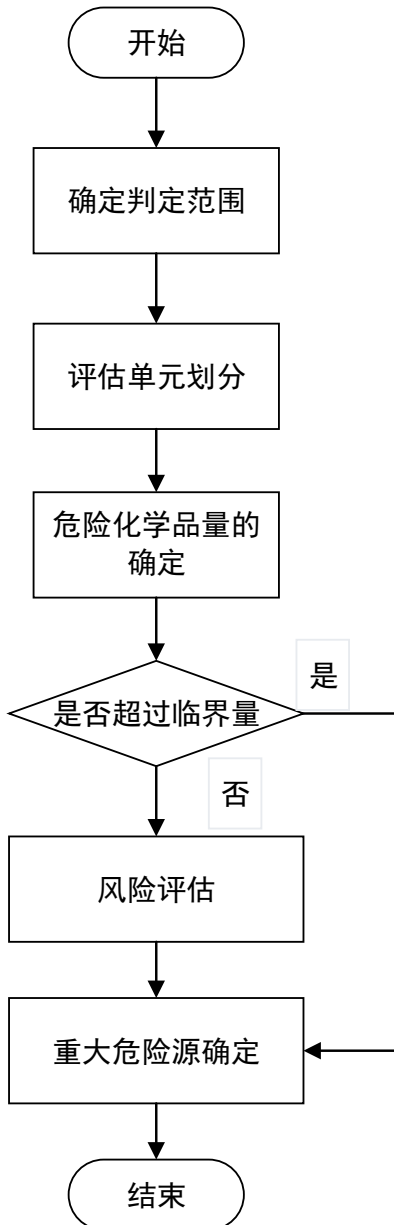 开始
确定判定范围
评估单元划分
危险化学品量的
确定
是否超过临界量
是
否
风险评估
重大危险源确定
结束